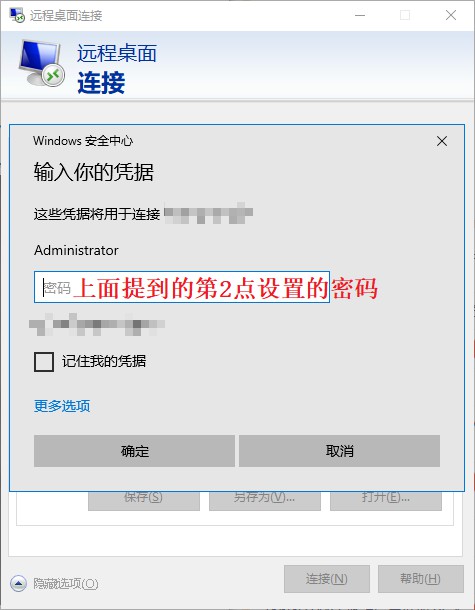 远程桌面连接
远程桌面
连接
Windows 安全中心
输入你的凭据
这些凭据将用于连接
Administrator
密码上面提到的第2点设置的密码
记住我的凭据
更多选项
确定 取消
保存(S) 另存为(V)... 打开(E)...
隐藏选项(O) 连接(N) 帮助(H)